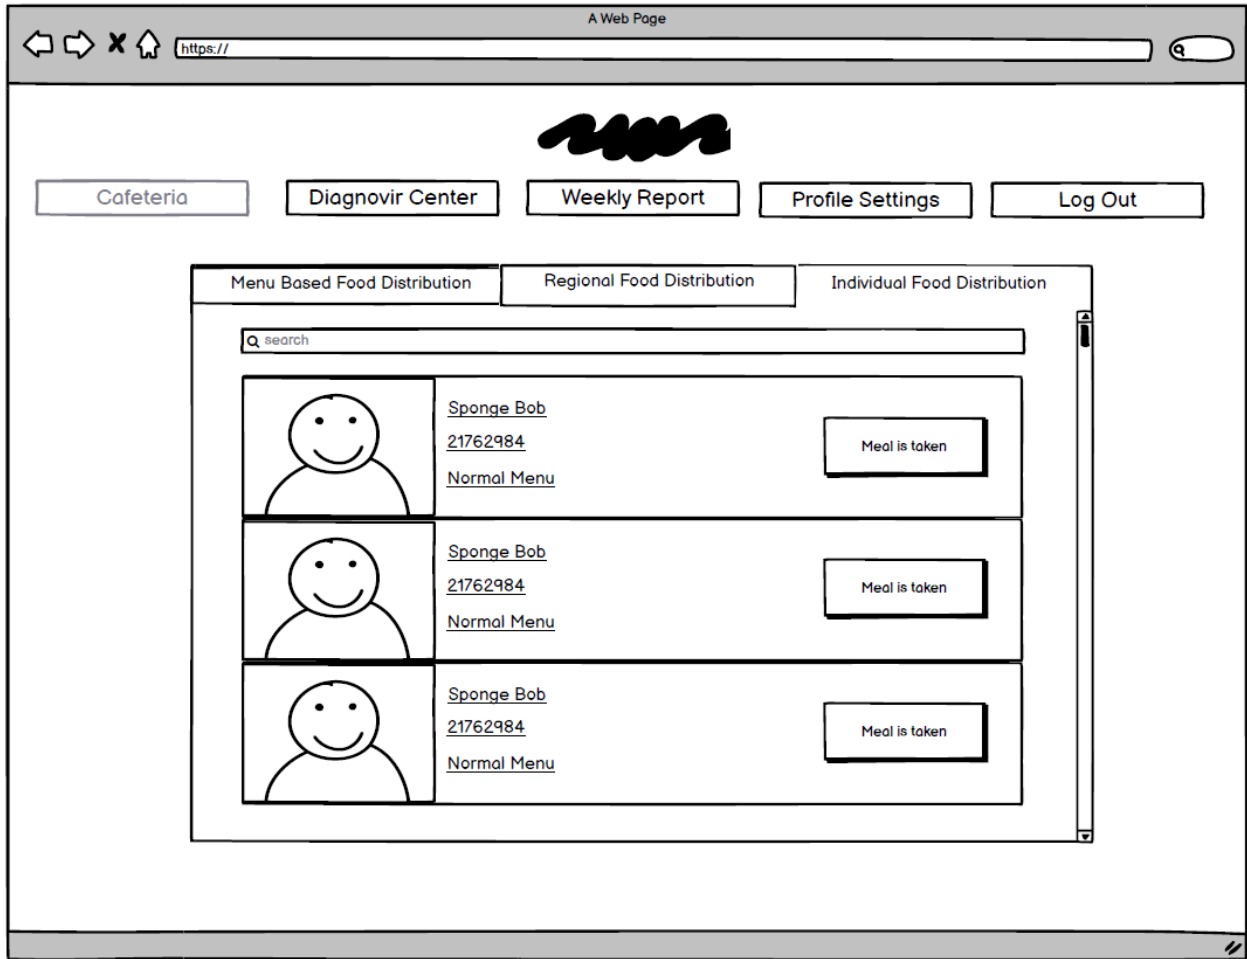 A Web Page
https://
Cafeteria
Diagnovir Center
Weekly Report
Profile Settings
Log Out
Menu Based Food Distribution
Regional Food Distribution
Individual Food Distribution
search
Sponge Bob
21762984
Normal Menu
Meal is taken
Sponge Bob
21762984
Normal Menu
Meal is taken
Sponge Bob
21762984
Normal Menu
Meal is taken